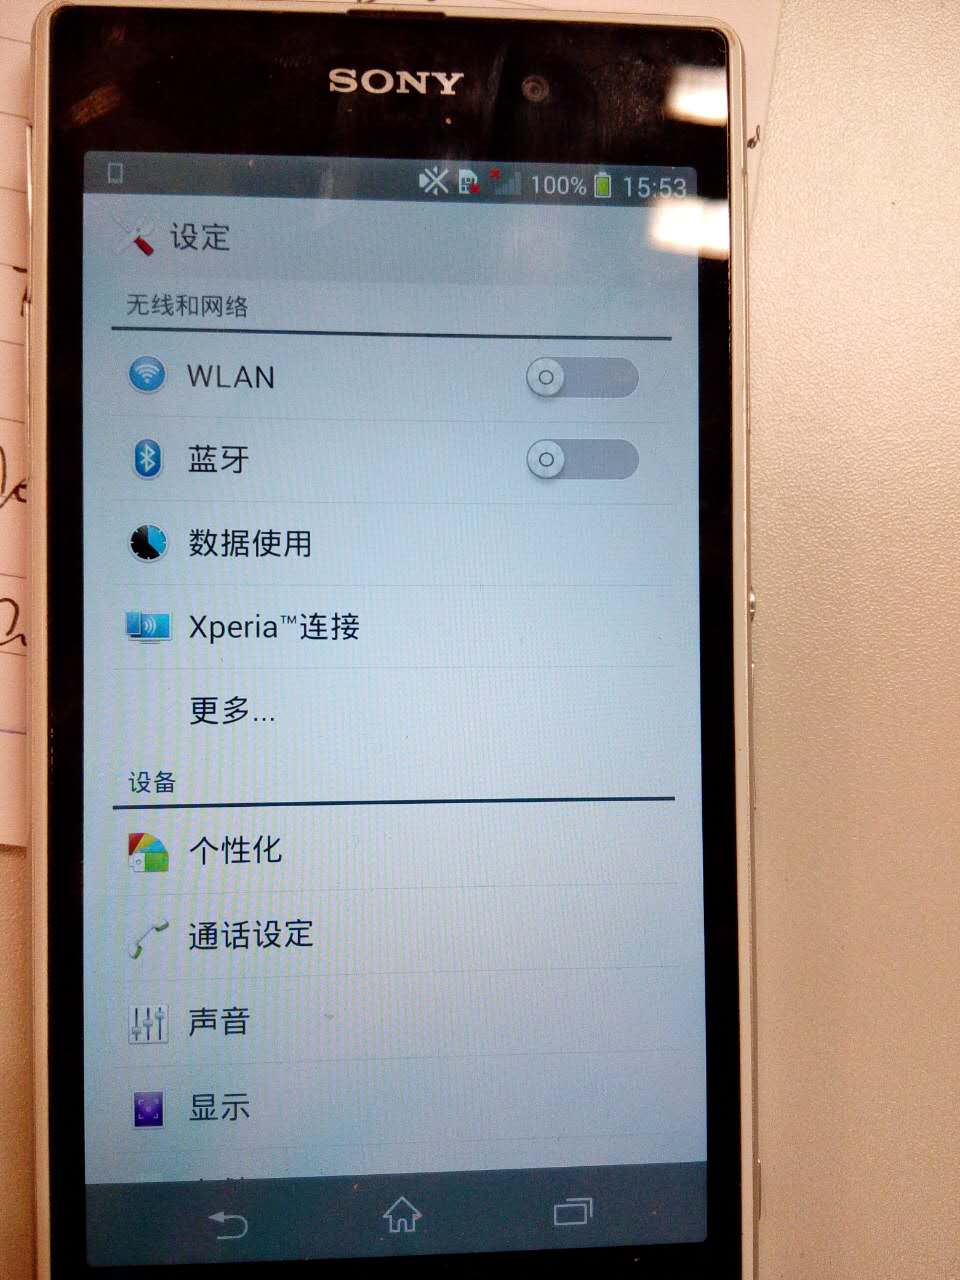 SONY
100% 15:53
设定
无线和网络
WLAN
蓝牙
数据使用
Xperia™连接
更多...
设备
个性化
通话设定
声音
显示